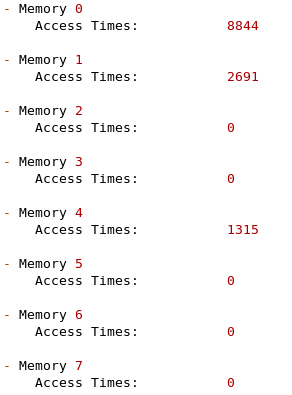 - Memory 0
Access Times: 8844
- Memory 1
Access Times: 2691
- Memory 2
Access Times: 0
- Memory 3
Access Times: 0
- Memory 4
Access Times: 1315
- Memory 5
Access Times: 0
- Memory 6
Access Times: 0
- Memory 7
Access Times: 0